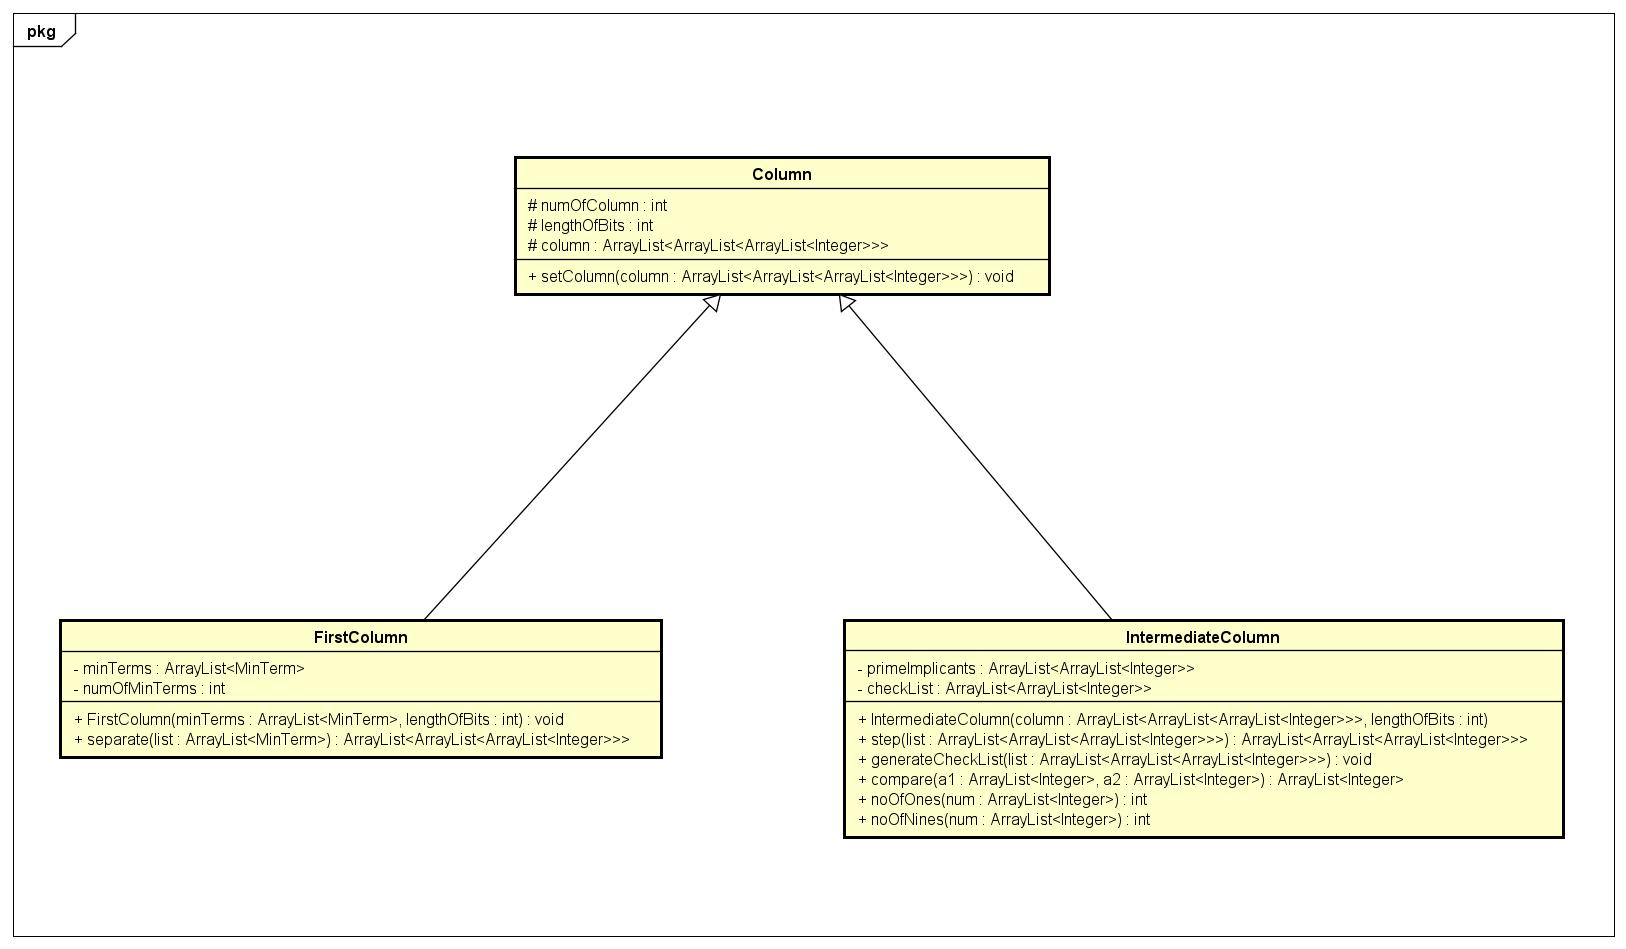 pkg
Column
# numOfColumn : int
# lengthOfBits : int
# column : ArrayList<ArrayList<ArrayList<Integer>>>
+ setColumn(column : ArrayList<ArrayList<ArrayList<Integer>>>) : void
FirstColumn
- minTerms : ArrayList<MinTerm>
- numOfMinTerms : int
+ FirstColumn(minTerms : ArrayList<MinTerm>, lengthOfBits : int) : void
+ separate(list : ArrayList<MinTerm>) : ArrayList<ArrayList<ArrayList<Integer>>>
IntermediateColumn
- primeImplicants : ArrayList<ArrayList<Integer>>
- checkList : ArrayList<ArrayList<Integer>>
+ IntermediateColumn(column : ArrayList<ArrayList<ArrayList<Integer>>>, lengthOfBits : int)
+ step(list : ArrayList<ArrayList<ArrayList<Integer>>>) : ArrayList<ArrayList<ArrayList<Integer>>>
+ generateCheckList(list : ArrayList<ArrayList<ArrayList<Integer>>>) : void
+ compare(a1 : ArrayList<Integer>, a2 : ArrayList<Integer>) : ArrayList<Integer>
+ noOfOnes(num : ArrayList<Integer>) : int
+ noOfNines(num : ArrayList<Integer>) : int